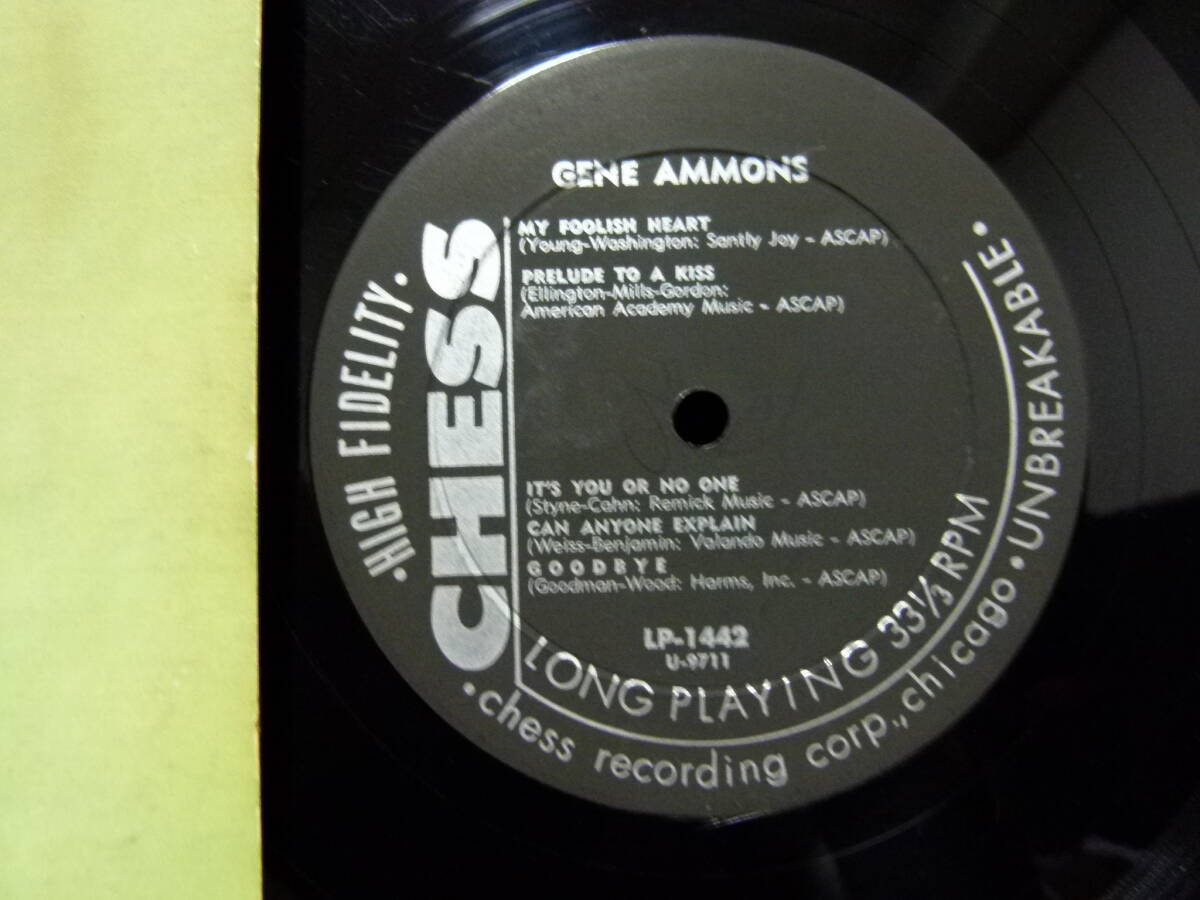 GENE AMMONS
MY FOOLISH HEART
(Young-Washington: Santly Joy - ASCAP)
PRELUDE TO A KISS
(Ellington-Mills-Gordon:
American Academy Music - ASCAP)
•HIGH FIDELITY•
CHESS
IT'S YOU OR NO ONE
(Styne-Cahn: Remick Music - ASCAP)
CAN ANYONE EXPLAIN
(Weiss-Benjamin: Valando Music - ASCAP)
GOODBYE
(Goodman-Wood: Harms, Inc. - ASCAP)
LP-1442
U-9711
LONG PLAYING 33⅓ RPM
•chess recording corp., chicago•UNBREAKABLE•